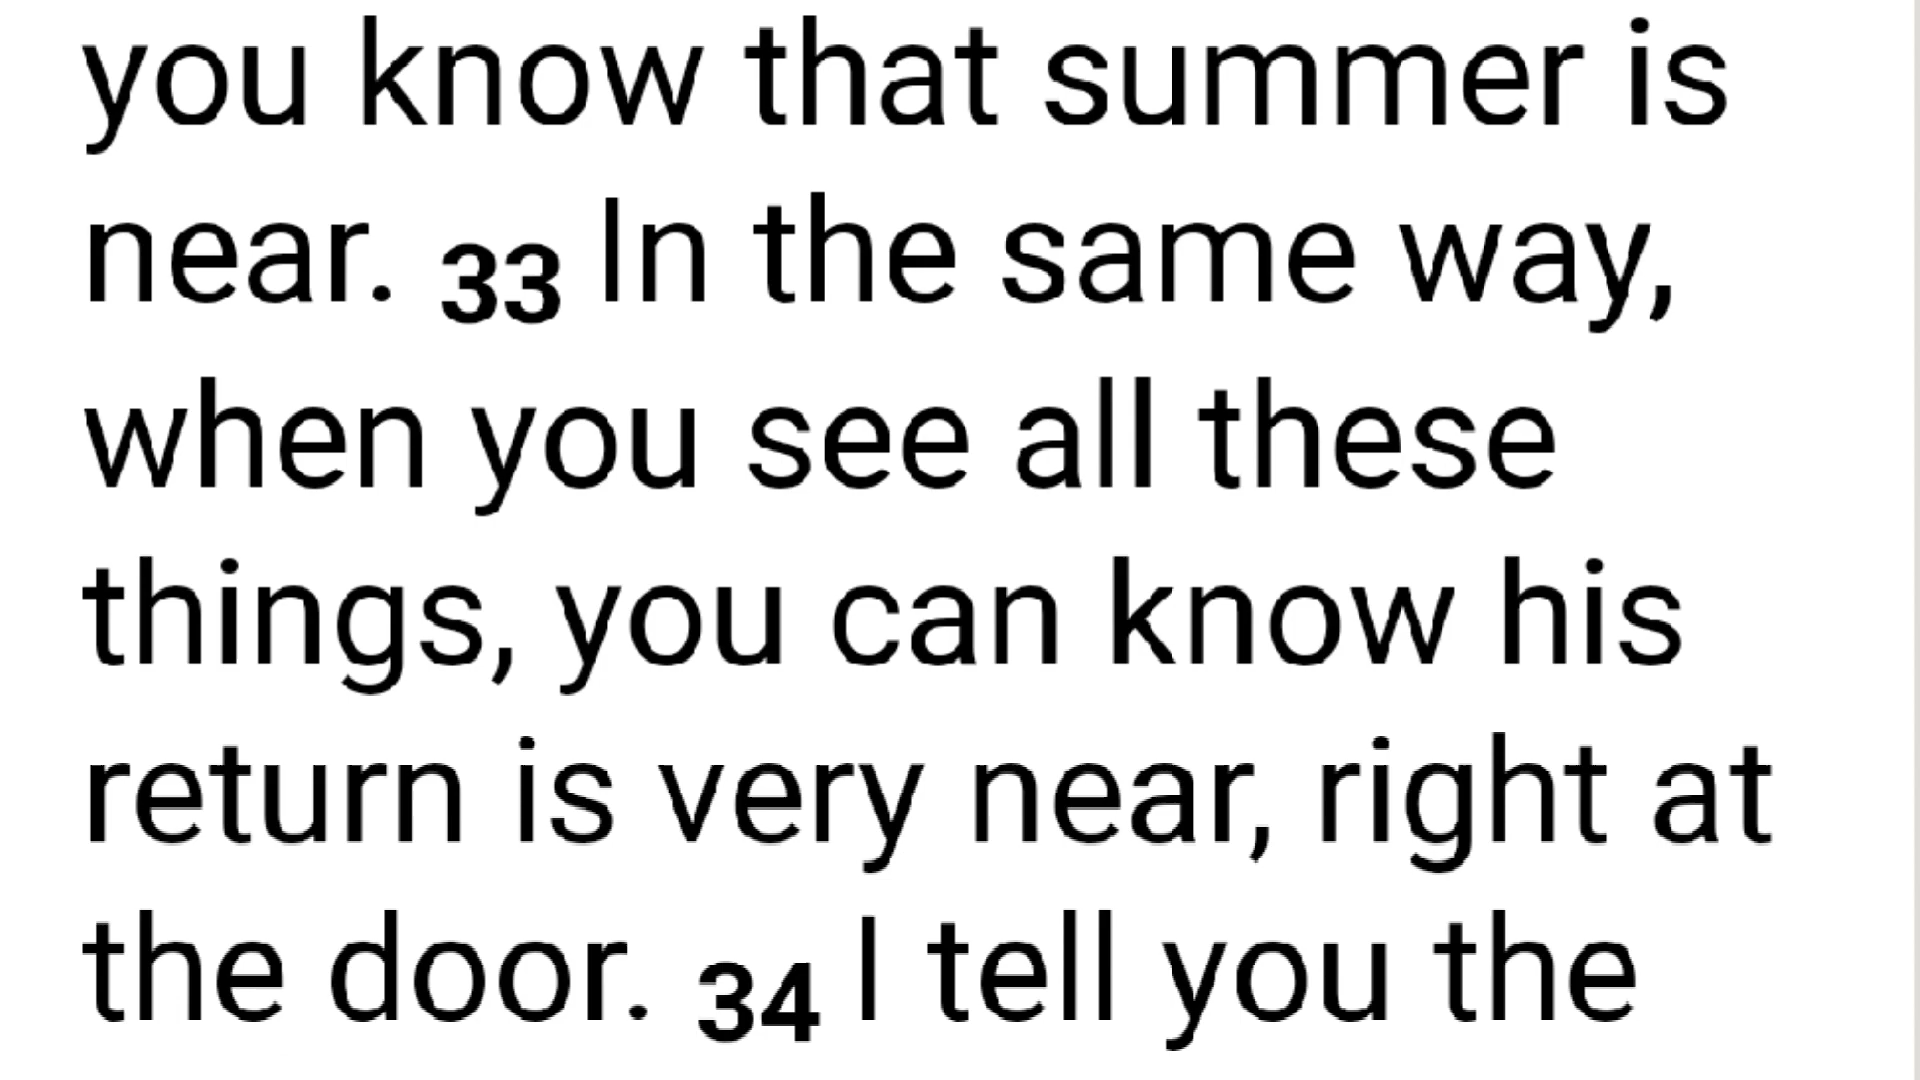 you know that summer is
near. 33 In the same way,
when you see all these
things, you can know his
return is very near, right at
the door. 34 I tell you the